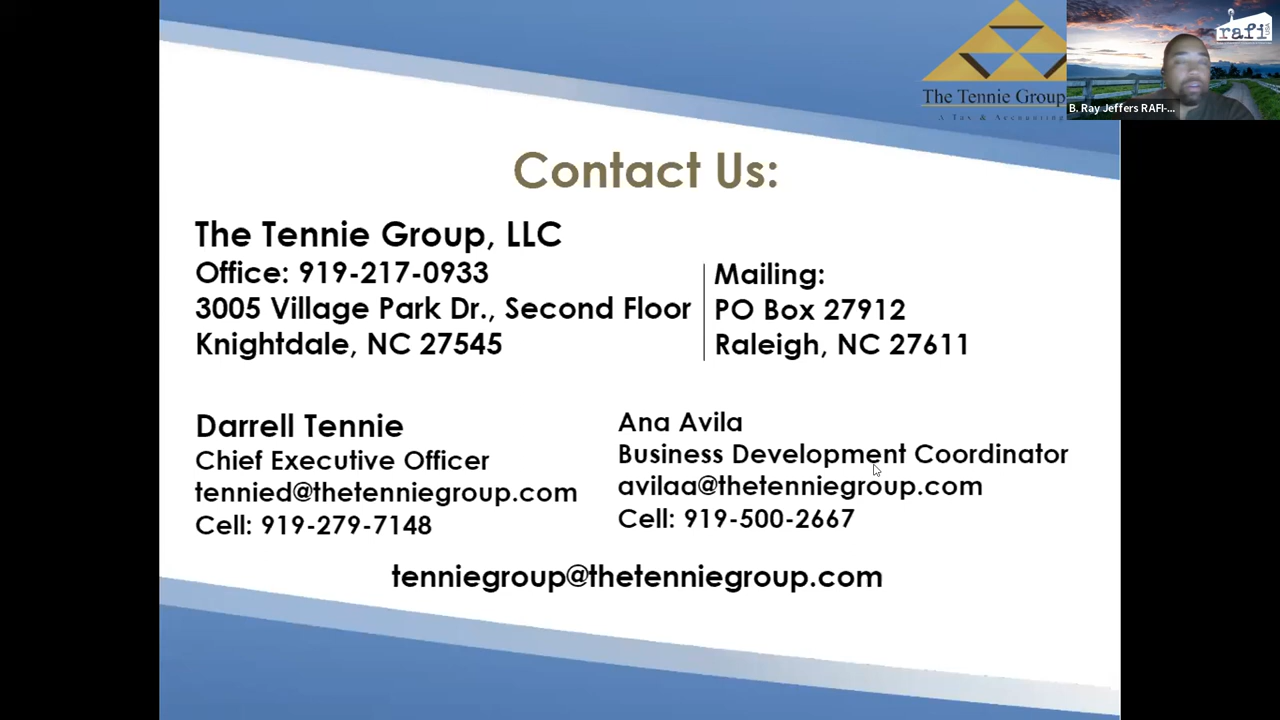 The Tennie Group
A Tax & Accounting
rafi
USA
B. Ray Jeffers RAFI-...
Contact Us:
The Tennie Group, LLC
Office: 919-217-0933
3005 Village Park Dr., Second Floor
Knightdale, NC 27545
Mailing:
PO Box 27912
Raleigh, NC 27611
Darrell Tennie
Chief Executive Officer
tennied@thetenniegroup.com
Cell: 919-279-7148
Ana Avila
Business Development Coordinator
avilaa@thetenniegroup.com
Cell: 919-500-2667
tenniegroup@thetenniegroup.com